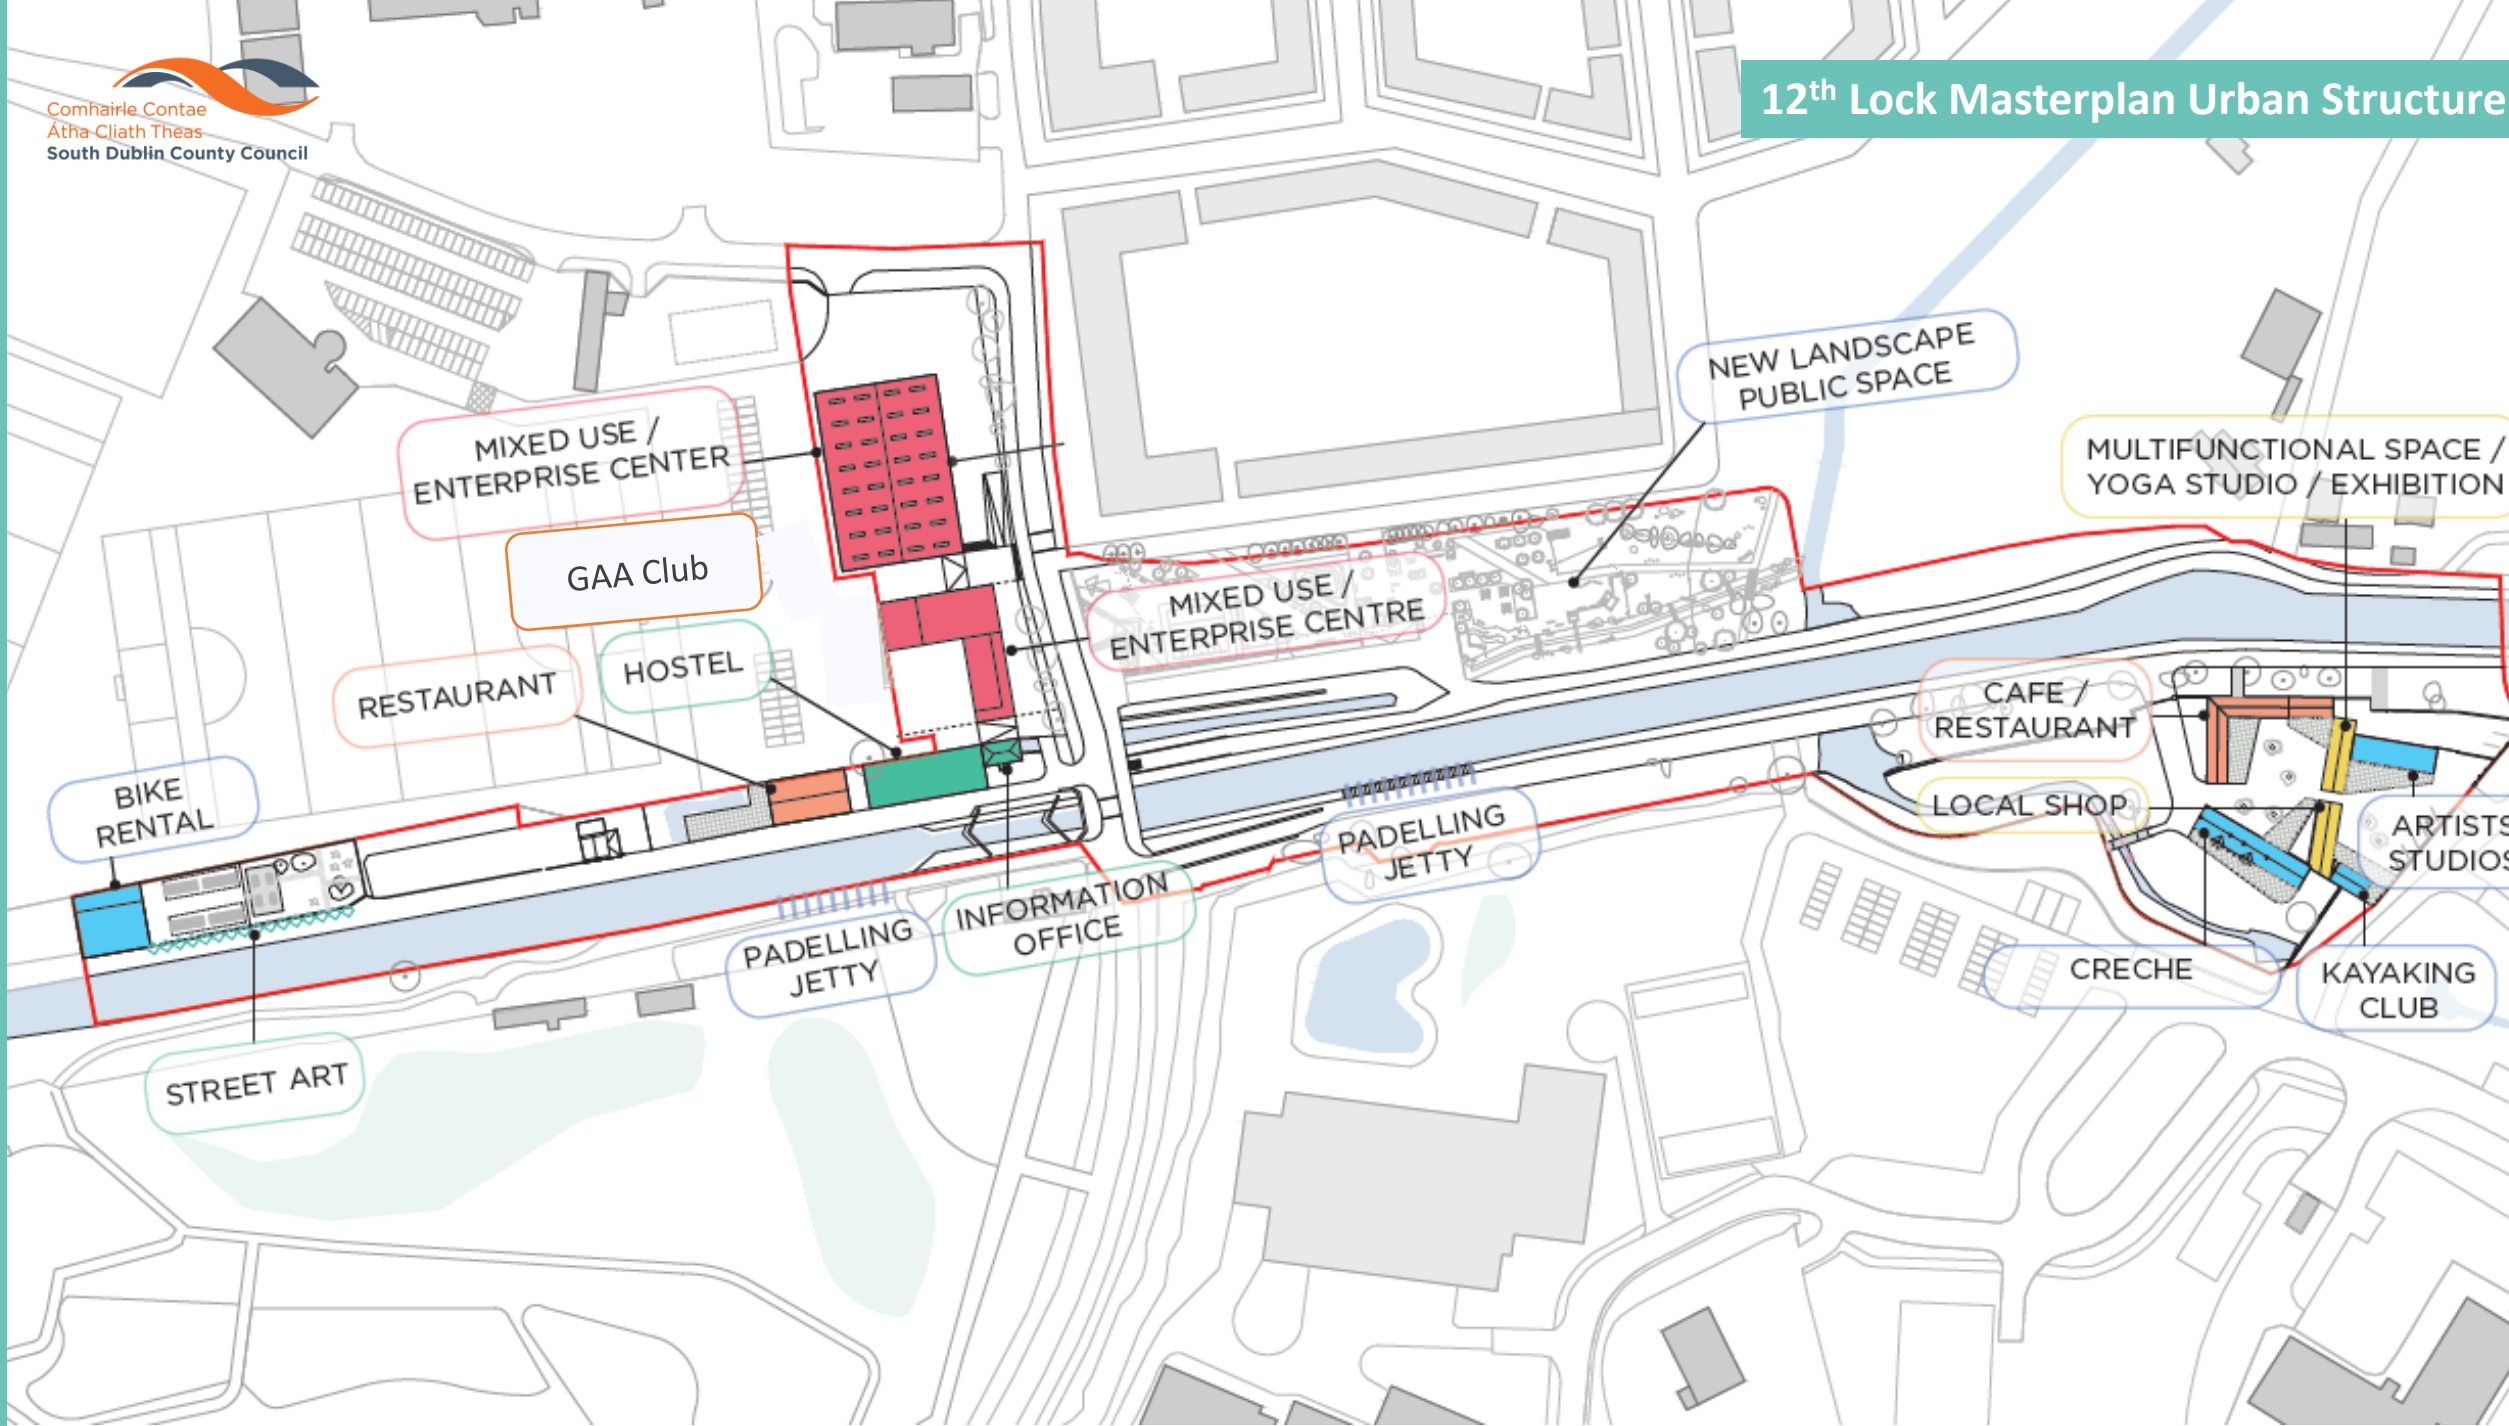 Comhairle Contae
Átha Cliath Theas
South Dublin County Council
12th Lock Masterplan Urban Structure
NEW LANDSCAPE
PUBLIC SPACE
MIXED USE /
ENTERPRISE CENTER
MULTIFUNCTIONAL SPACE /
YOGA STUDIO / EXHIBITION
GAA Club
MIXED USE /
ENTERPRISE CENTRE
HOSTEL
RESTAURANT
CAFE /
RESTAURANT
BIKE
RENTAL
LOCAL SHOP
PADELLING
JETTY
ARTISTS
STUDIOS
INFORMATION
OFFICE
PADELLING
JETTY
CRECHE
KAYAKING
CLUB
STREET ART